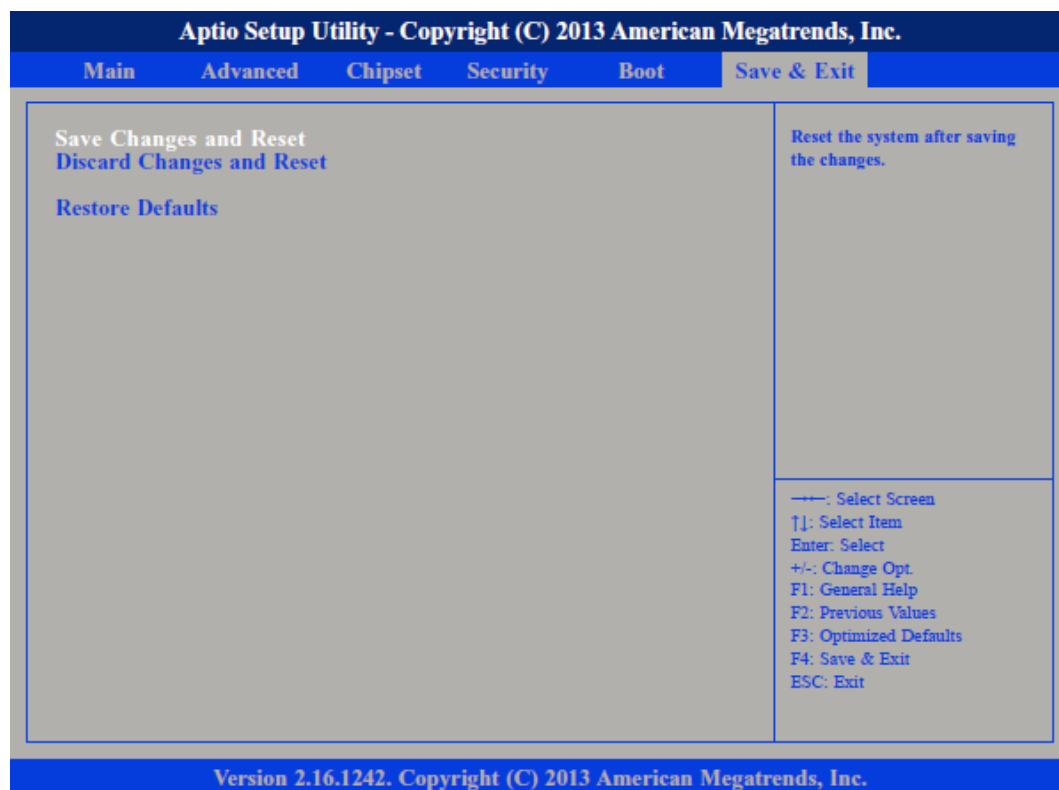 Aptio Setup Utility - Copyright (C) 2013 American Megatrends, Inc.
Main Advanced Chipset Security Boot Save & Exit
Save Changes and Reset
Discard Changes and Reset
Restore Defaults
Reset the system after saving
the changes.
→←: Select Screen
↑↓: Select Item
Enter: Select
+/-: Change Opt.
F1: General Help
F2: Previous Values
F3: Optimized Defaults
F4: Save & Exit
ESC: Exit
Version 2.16.1242. Copyright (C) 2013 American Megatrends, Inc.